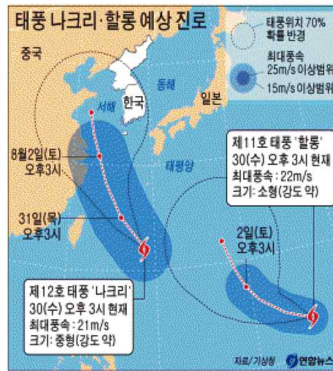 태풍 나크리·할롱 예상 진로
태풍위치 70%
확률 반경
최대풍속
25m/s 이상범위
15m/s 이상범위
중국
서해
한국
동해
일본
태평양
8월2일(토)
오후3시
31일(목)
오후3시
제11호 태풍 '할롱'
30(수) 오후 3시 현재
최대풍속 : 22m/s
크기 : 소형(강도 약)
2일(토)
오후3시
제12호 태풍 '나크리'
30(수) 오후 3시 현재
최대풍속 : 21m/s
크기 : 중형(강도 약)
자료/기상청
연합뉴스